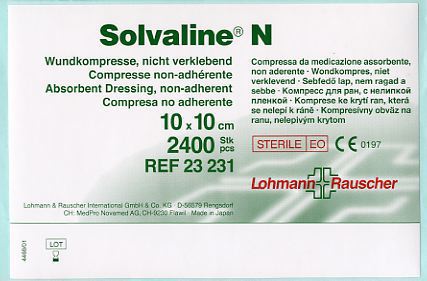 Solvaline® N
Wundkompresse, nicht verklebend
Compresse non-adhérente
Absorbent Dressing, non-adherent
Compresa no adherente
10 x 10 cm
2400 Stk pcs
REF 23 231
Compressa da medicazione assorbente,
non aderente · Wondkompres, niet
verklevend · Sebfedő lap, nem ragad a
sebbe · Компресс для ран, с нелипкой
пленкой · Komprese ke krytí ran, která
se nelepí k ráně · Kompresívny obväz na
ranu, nelepivým krytom
STERILE EO CE 0197
Lohmann Rauscher
Lohmann & Rauscher International GmbH & Co. KG · D-56579 Rengsdorf
CH: MedPro Novamed AG, CH-9230 Flawil · Made in Japan
LOT
4468/01